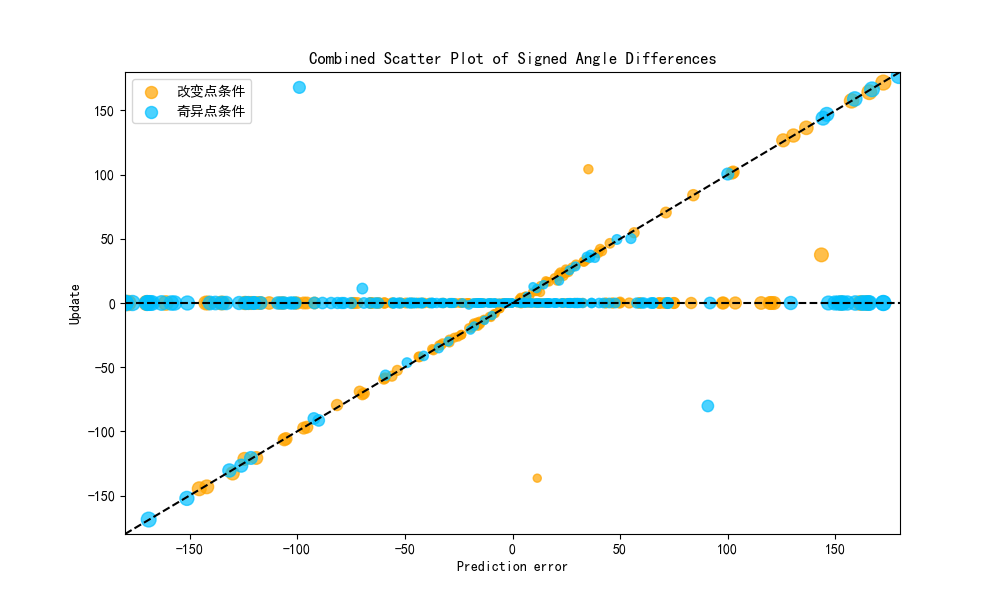 Combined Scatter Plot of Signed Angle Differences
改变点条件
奇异点条件
Update
150
100
50
0
−50
−100
−150
−150
−100
−50
0
50
100
150
Prediction error